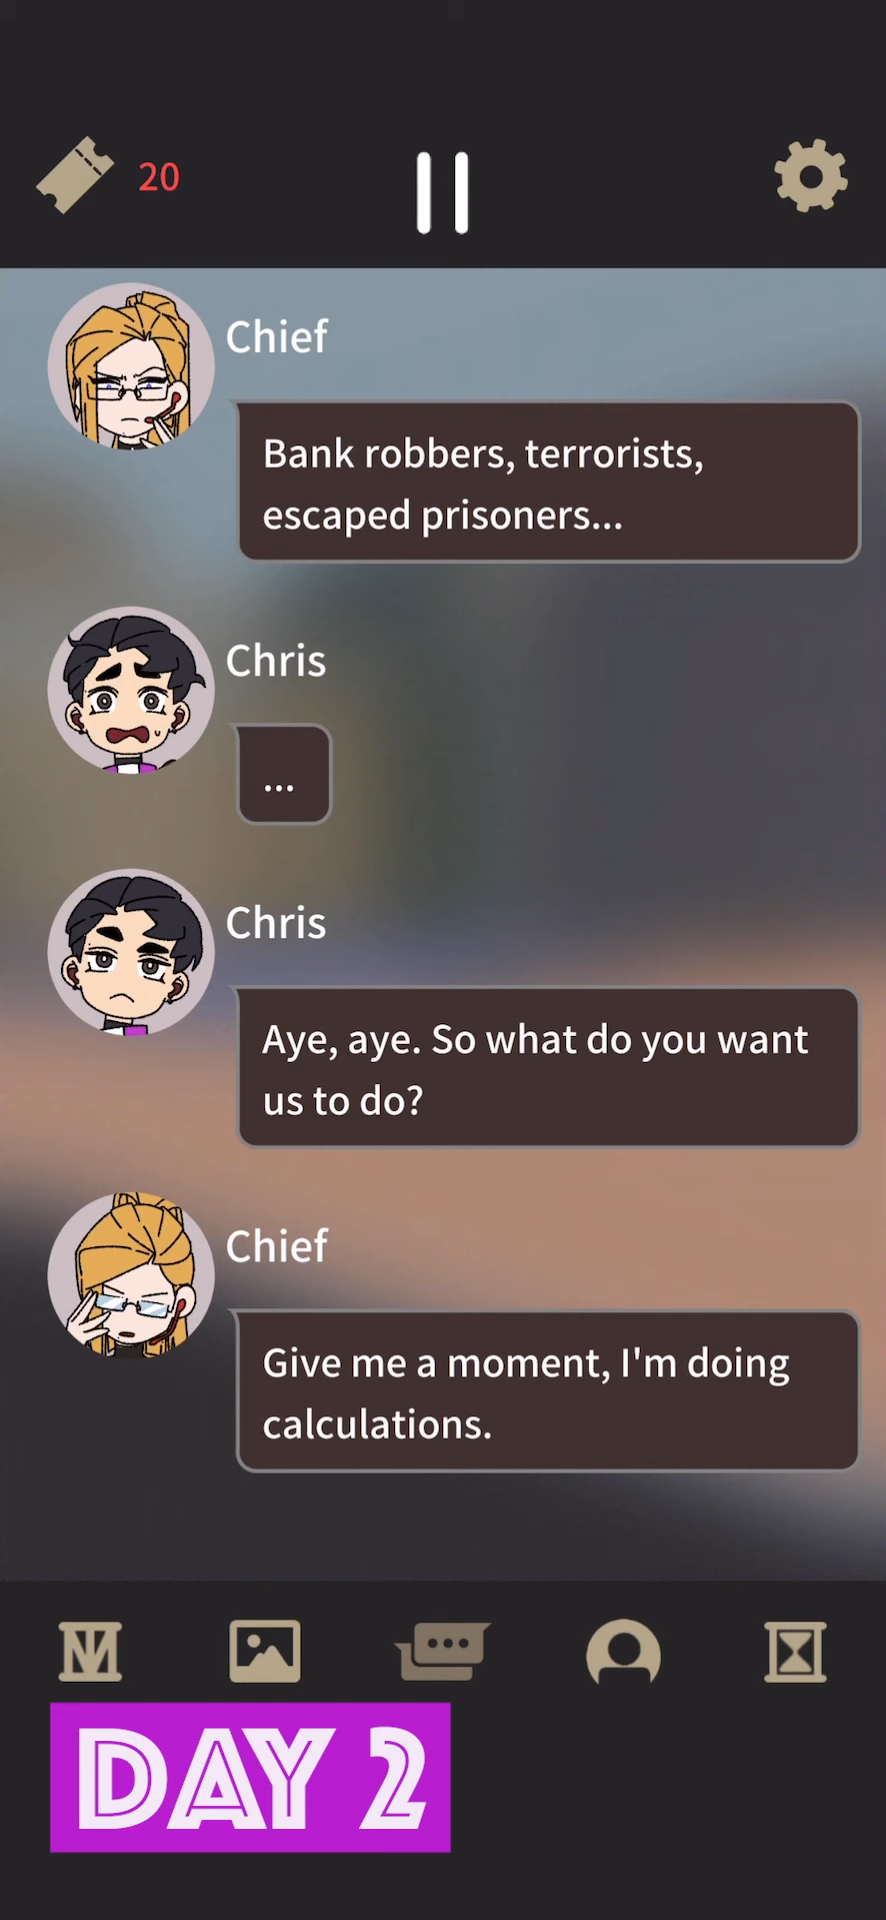 20
Chief
Bank robbers, terrorists,
escaped prisoners...
Chris
...
Chris
Aye, aye. So what do you want
us to do?
Chief
Give me a moment, I'm doing
calculations.
DAY 2